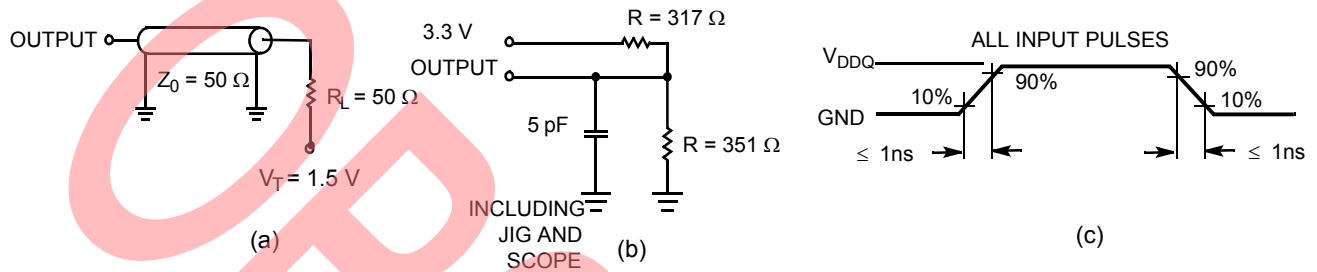 OUTPUT
Z0 = 50 Ω
RL = 50 Ω
VT = 1.5 V
(a)
R = 317 Ω
3.3 V
OUTPUT
5 pF
R = 351 Ω
INCLUDING
JIG AND
SCOPE
(b)
ALL INPUT PULSES
VDDQ
90%
90%
10%
10%
GND
≤ 1ns
≤ 1ns
(c)